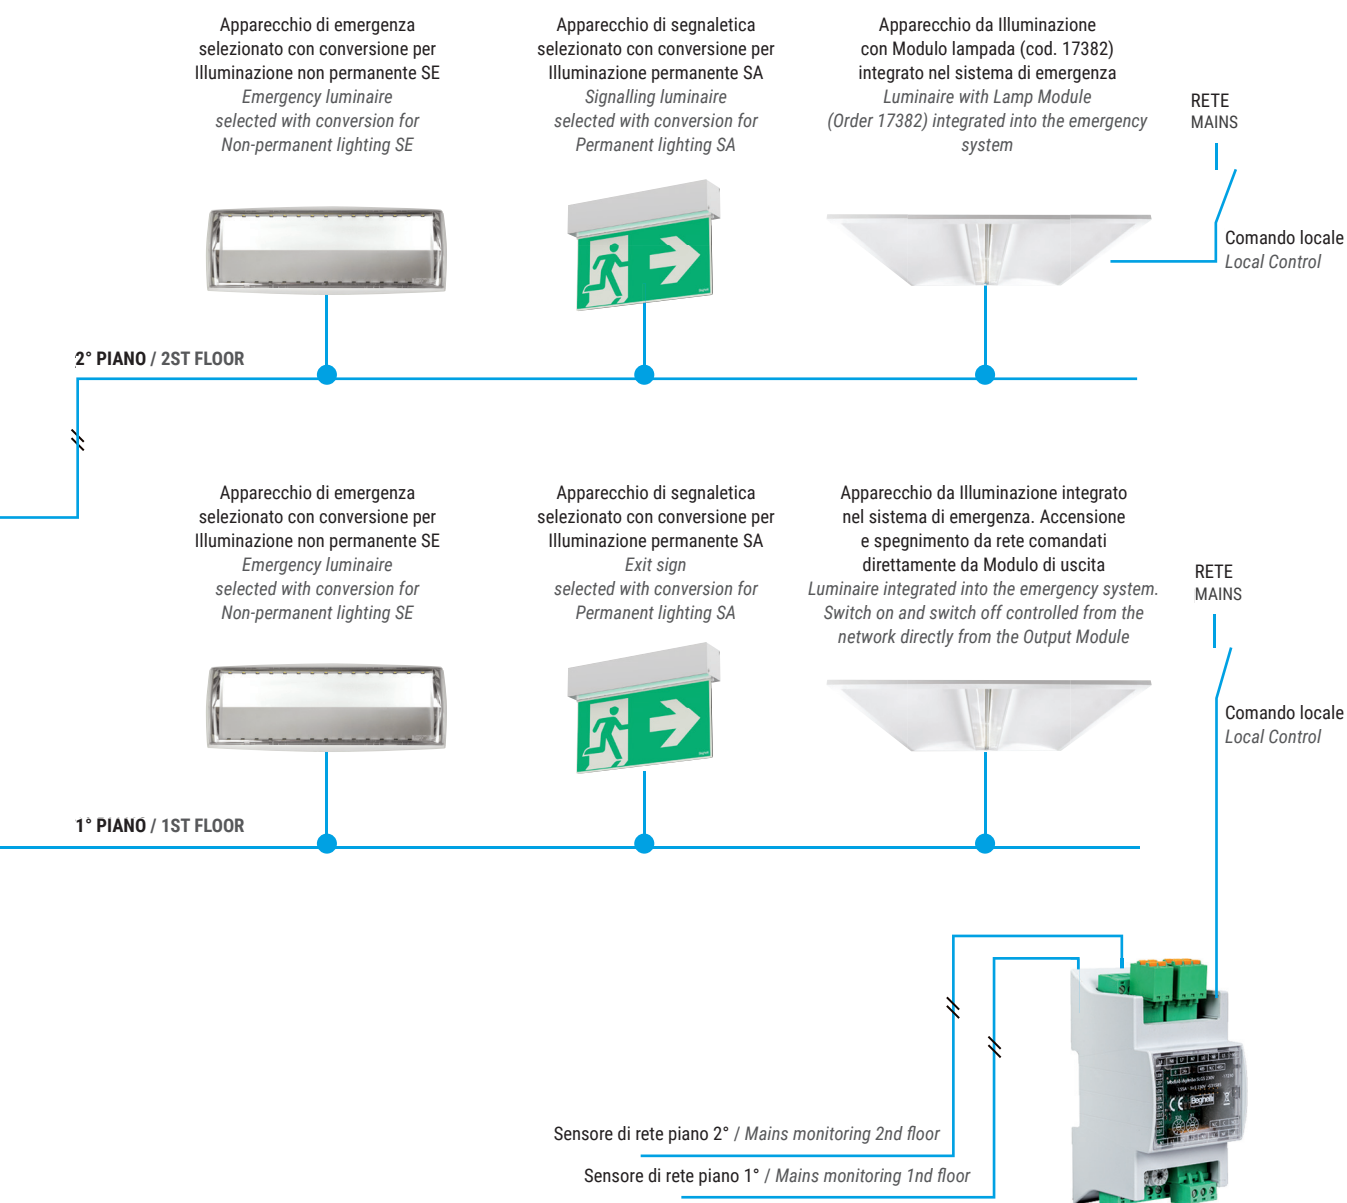 Apparecchio di emergenza
selezionato con conversione per
Illuminazione non permanente SE
Emergency luminaire
selected with conversion for
Non-permanent lighting SE
Apparecchio di segnaletica
selezionato con conversione per
Illuminazione permanente SA
Signalling luminaire
selected with conversion for
Permanent lighting SA
Apparecchio da Illuminazione
con Modulo lampada (cod. 17382)
integrato nel sistema di emergenza
Luminaire with Lamp Module
(Order 17382) integrated into the emergency
system
RETE
MAINS
Comando locale
Local Control
2° PIANO / 2ST FLOOR
Apparecchio di emergenza
selezionato con conversione per
Illuminazione non permanente SE
Emergency luminaire
selected with conversion for
Non-permanent lighting SE
Apparecchio di segnaletica
selezionato con conversione per
Illuminazione permanente SA
Exit sign
selected with conversion for
Permanent lighting SA
Apparecchio da Illuminazione integrato
nel sistema di emergenza. Accensione
e spegnimento da rete comandati
direttamente da Modulo di uscita
Luminaire integrated into the emergency system.
Switch on and switch off controlled from the
network directly from the Output Module
RETE
MAINS
Comando locale
Local Control
1° PIANO / 1ST FLOOR
CE Beghelli
Sensore di rete piano 2° / Mains monitoring 2nd floor
Sensore di rete piano 1° / Mains monitoring 1nd floor